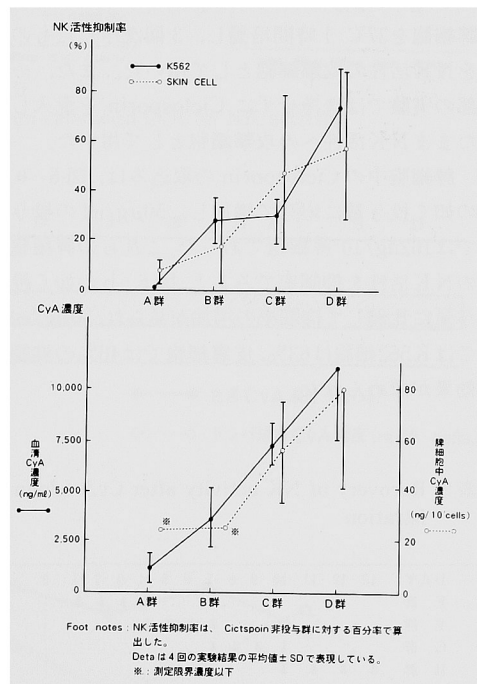 NK活性抑制率
(%)
K562
SKIN CELL
80
60
40
20
0
A群
B群
C群
D群
CyA濃度
10,000
7.500
5.000
2.500
0
血清CyA濃度
(ng/ml)
80
60
40
20
0
脾細胞中CyA濃度
(ng/10 cells)
※
※
A群
B群
C群
D群
Foot notes : NK活性抑制率は、Cictspoin非投与群に対する百分率で算
出した。
Detaは4回の実験結果の平均値±SDで表現している。
※ : 測定限界濃度以下